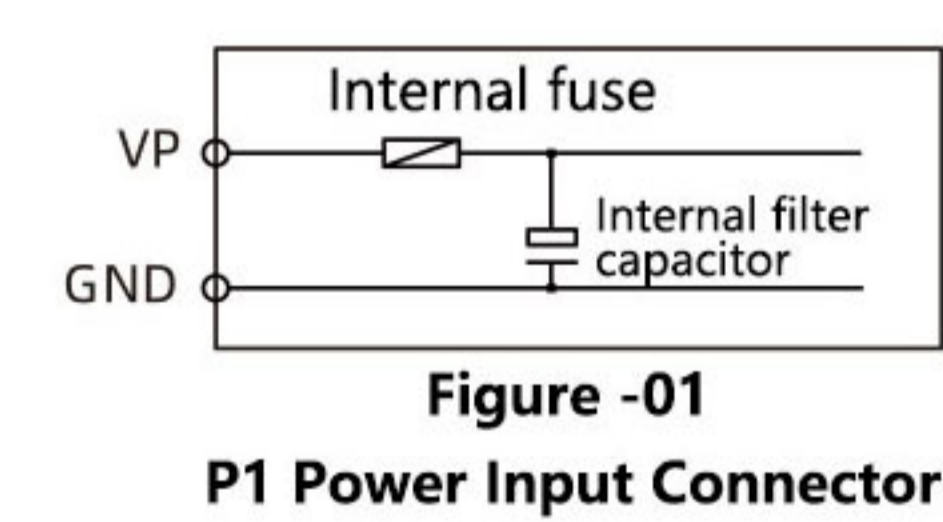 Internal fuse
VP
Internal filter
capacitor
GND
Figure -01
P1 Power Input Connector